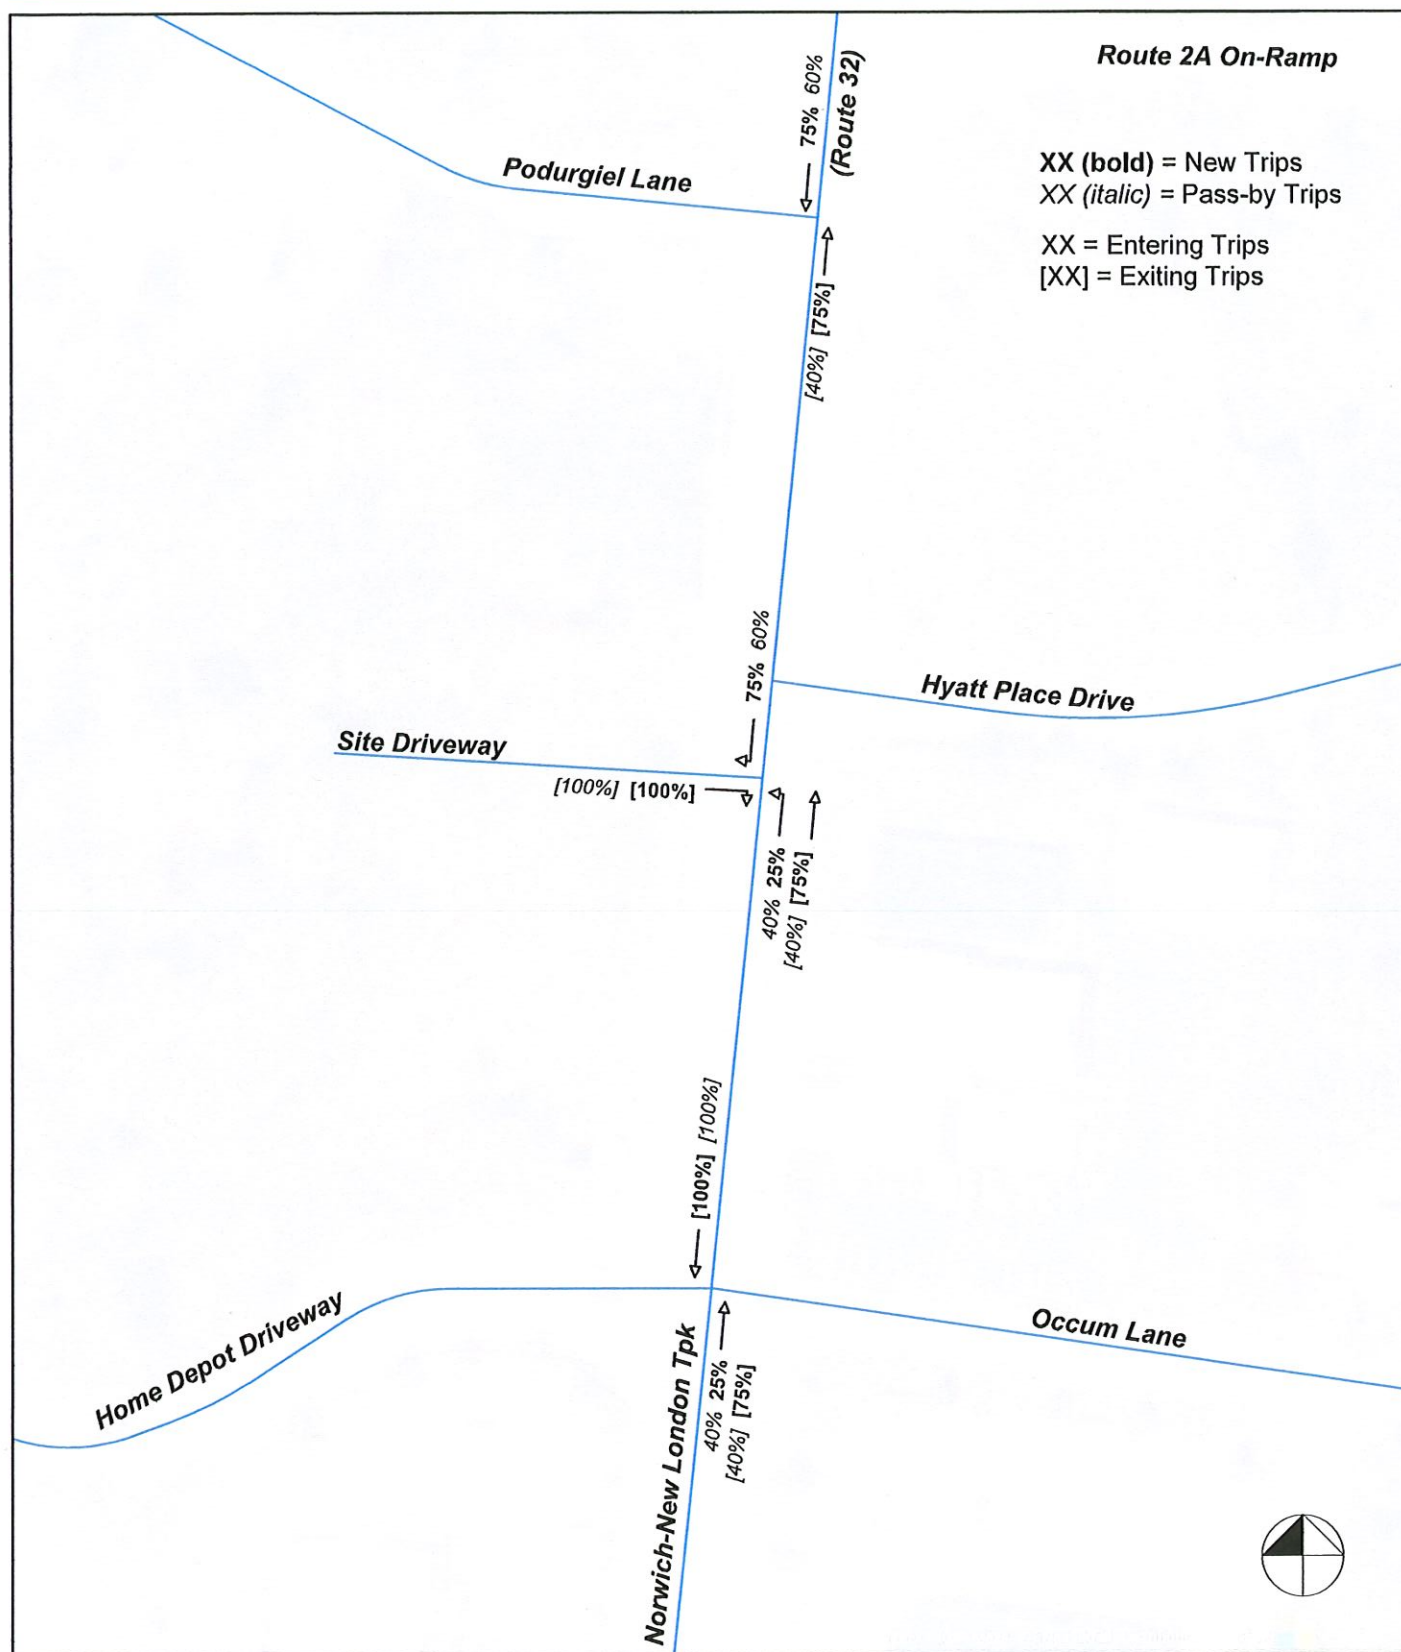 Route 2A On-Ramp
75% 60%
(Route 32)
XX (bold) = New Trips
XX (italic) = Pass-by Trips
Podurgiel Lane
XX = Entering Trips
[XX] = Exiting Trips
[40%] [75%]
75% 60%
Hyatt Place Drive
Site Driveway
[100%] [100%]
40% 25%
[40%] [75%]
[100%] [100%]
Home Depot Driveway
Occum Lane
Norwich-New London Tpk
40% 25%
[40%] [75%]